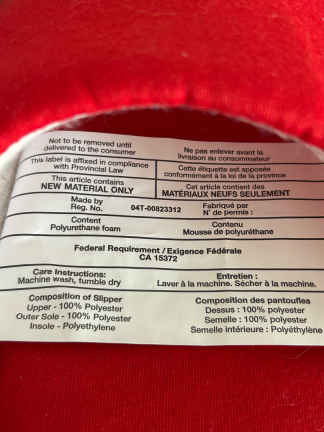 Not to be removed until
delivered to the consumer
Ne pas enlever avant la
livraison au consommateur
This label is affixed in compliance
with Provincial Law
Cette étiquette est apposée
conformément à la loi de la province
This article contains
NEW MATERIAL ONLY
Cet article contient des
MATÉRIAUX NEUFS SEULEMENT
Made by
Reg. No.
04T-00823312
Fabriqué par
N° de permis :
Content
Polyurethane foam
Contenu
Mousse de polyuréthane
Federal Requirement / Exigence Fédérale
CA 15372
Care Instructions:
Machine wash, tumble dry
Entretien :
Laver à la machine. Sécher à la machine.
Composition of Slipper
Upper - 100% Polyester
Outer Sole - 100% Polyester
Insole - Polyethylene
Composition des pantoufles
Dessus : 100% polyester
Semelle : 100% polyester
Semelle intérieure : Polyéthylène